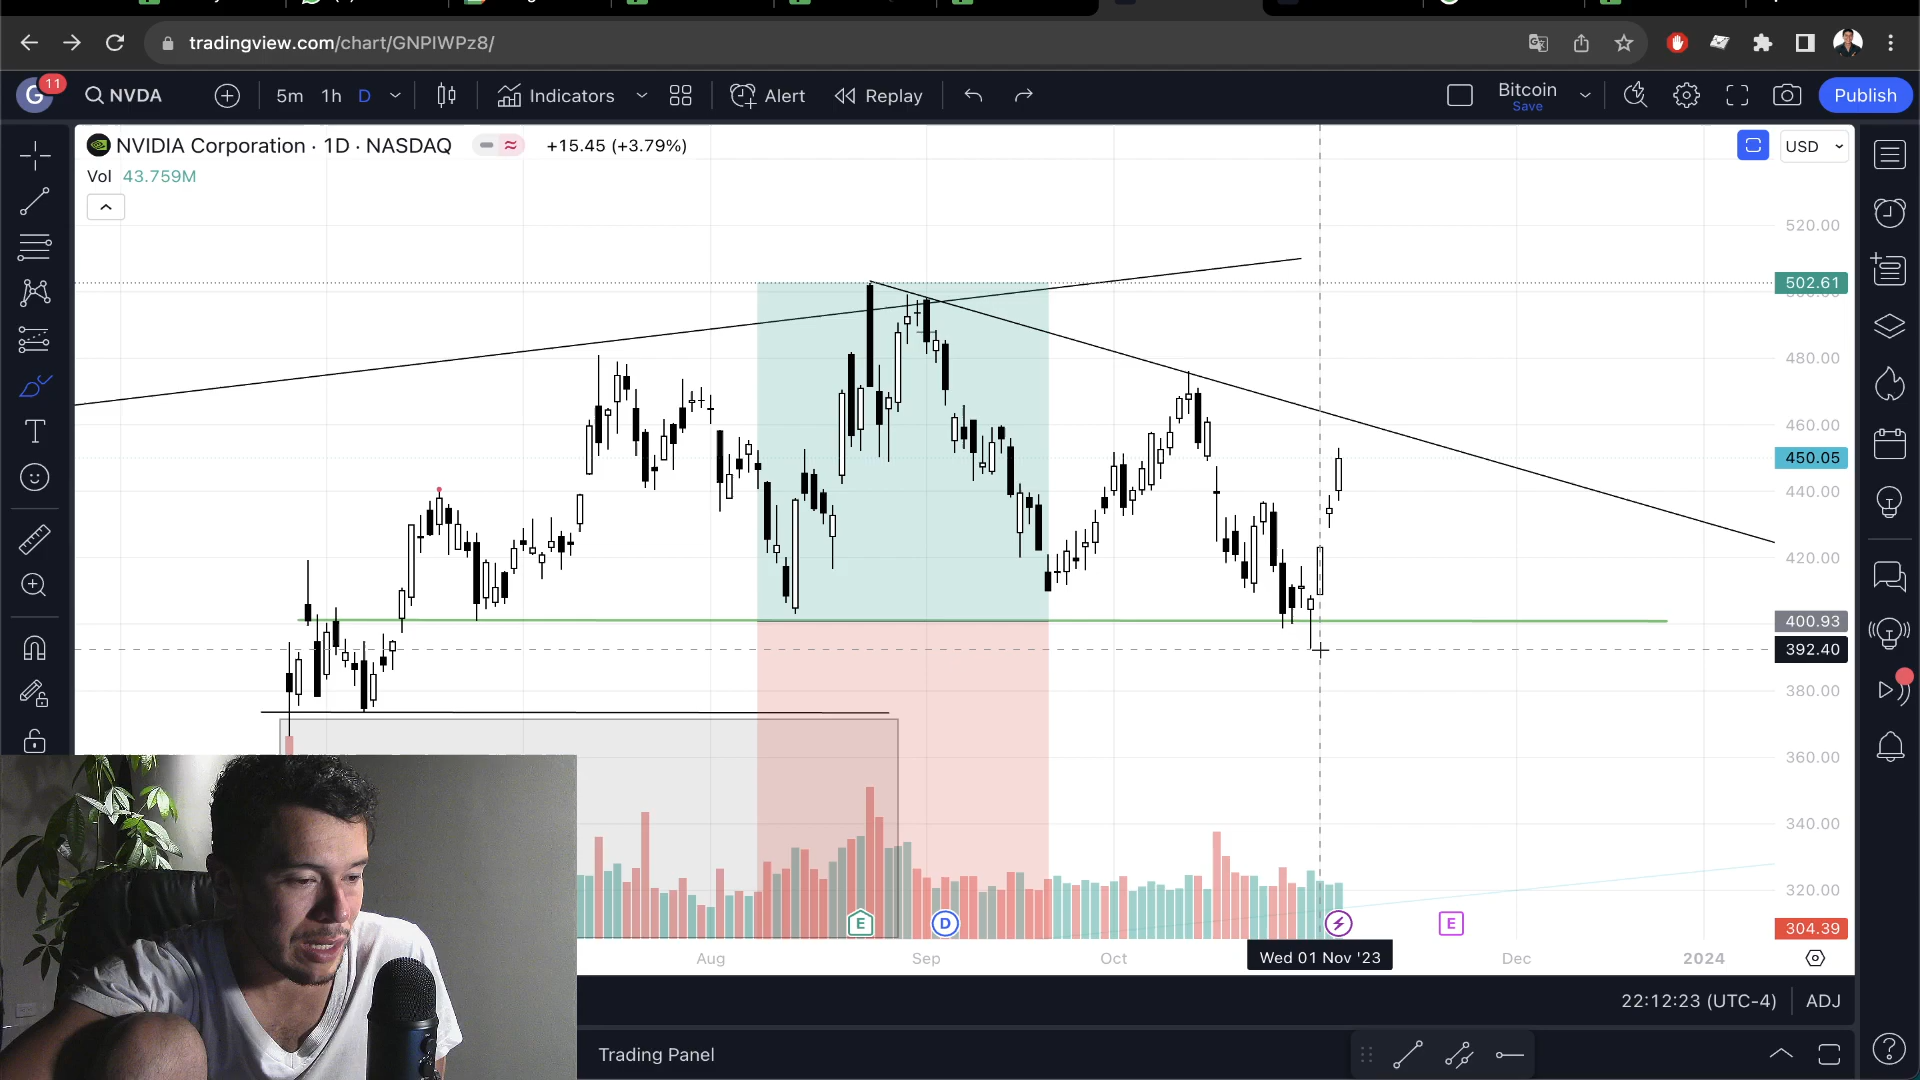 tradingview.com/chart/GNPIWPz8/
G 11 NVDA 5m 1h D Indicators Alert Replay Bitcoin Save Publish
NVIDIA Corporation · 1D · NASDAQ +15.45 (+3.79%) USD
Vol 43.759M
520.00
502.61
480.00
460.00
450.05
440.00
420.00
400.93
392.40
380.00
360.00
340.00
320.00
304.39
E D E
Aug Sep Oct Wed 01 Nov '23 Dec 2024
22:12:23 (UTC-4) ADJ
Trading Panel